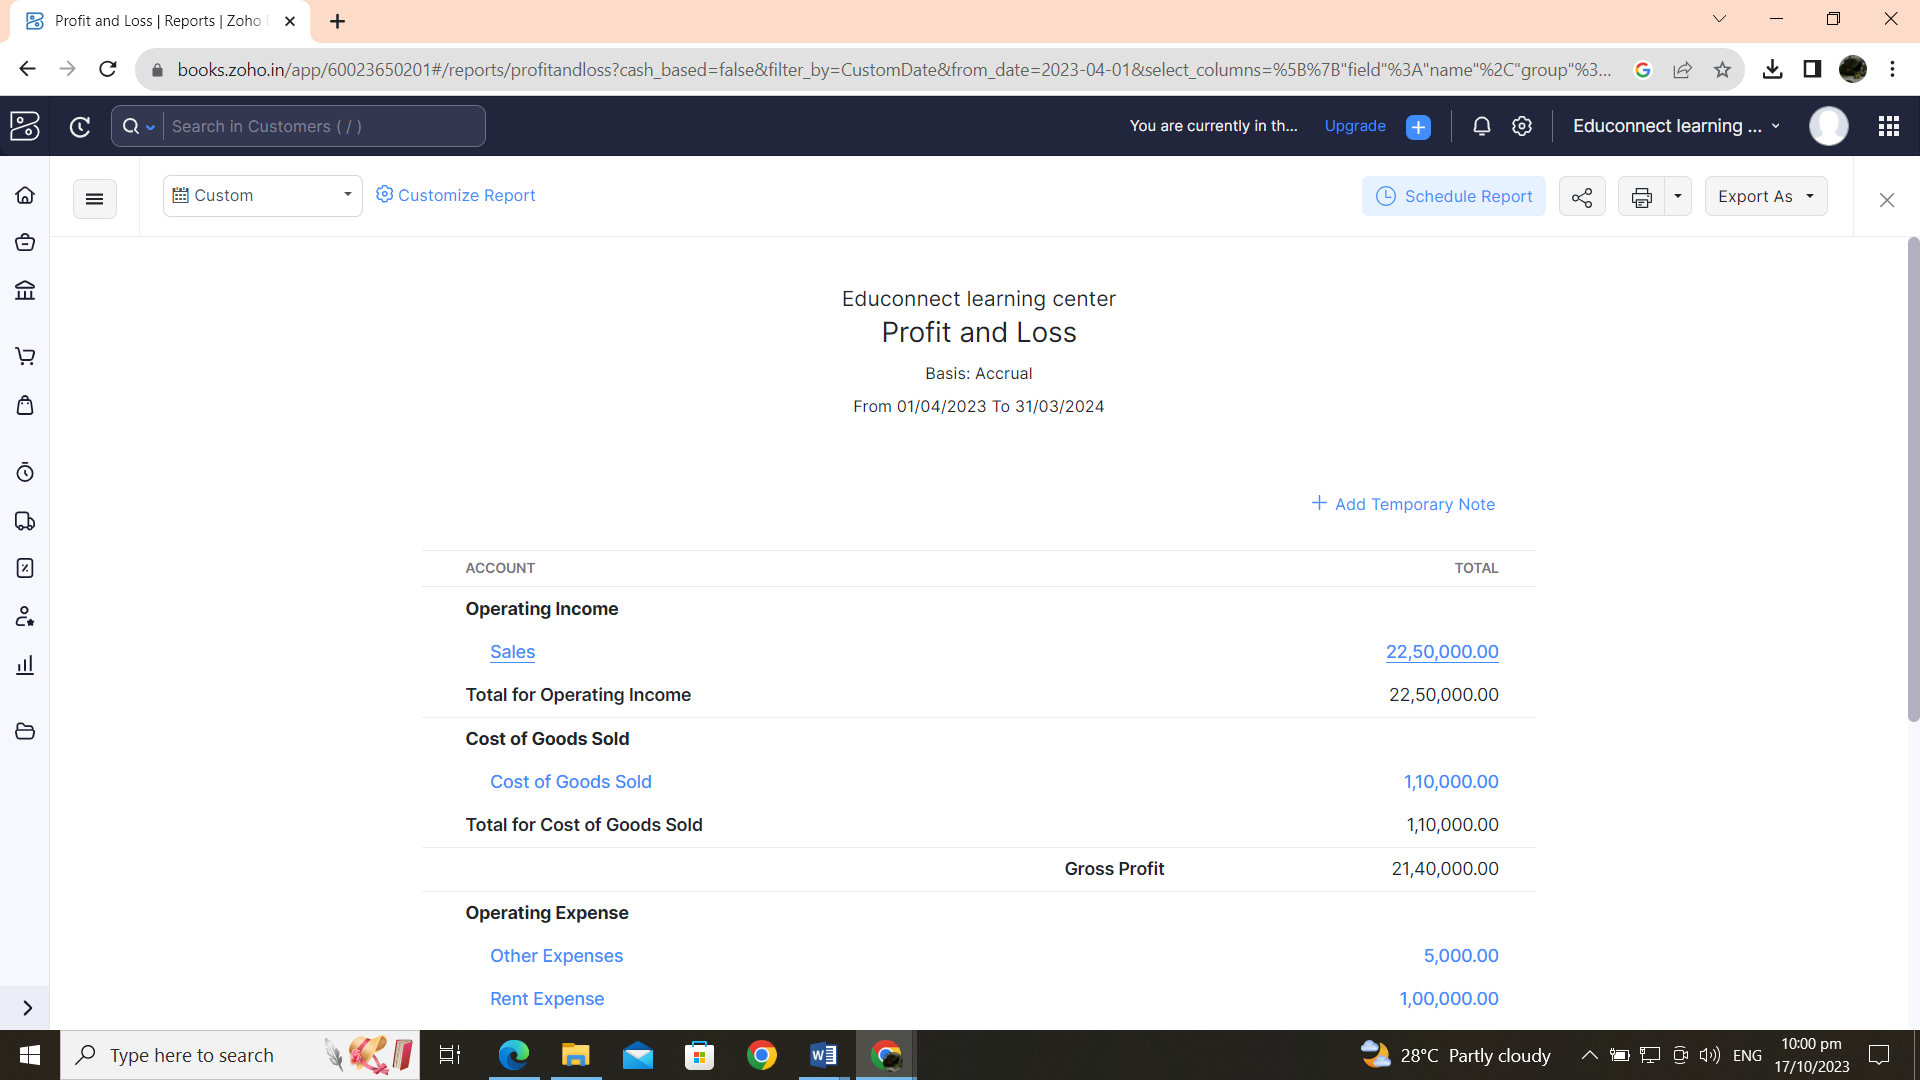 Profit and Loss | Reports | Zoho
books.zoho.in/app/60023650201#/reports/profitandloss?cash_based=false&filter_by=CustomDate&from_date=2023-04-01&select_columns=%5B%7B"field"%3A"name"%2C"group"%3...
Search in Customers ( / )
You are currently in th...
Upgrade
Educonnect learning ...
Custom
Customize Report
Schedule Report
Export As
Educonnect learning center
Profit and Loss
Basis: Accrual
From 01/04/2023 To 31/03/2024
Add Temporary Note
ACCOUNT TOTAL
Operating Income
Sales 22,50,000.00
Total for Operating Income 22,50,000.00
Cost of Goods Sold
Cost of Goods Sold 1,10,000.00
Total for Cost of Goods Sold 1,10,000.00
Gross Profit 21,40,000.00
Operating Expense
Other Expenses 5,000.00
Rent Expense 1,00,000.00
Type here to search
28°C Partly cloudy
ENG
10:00 pm
17/10/2023